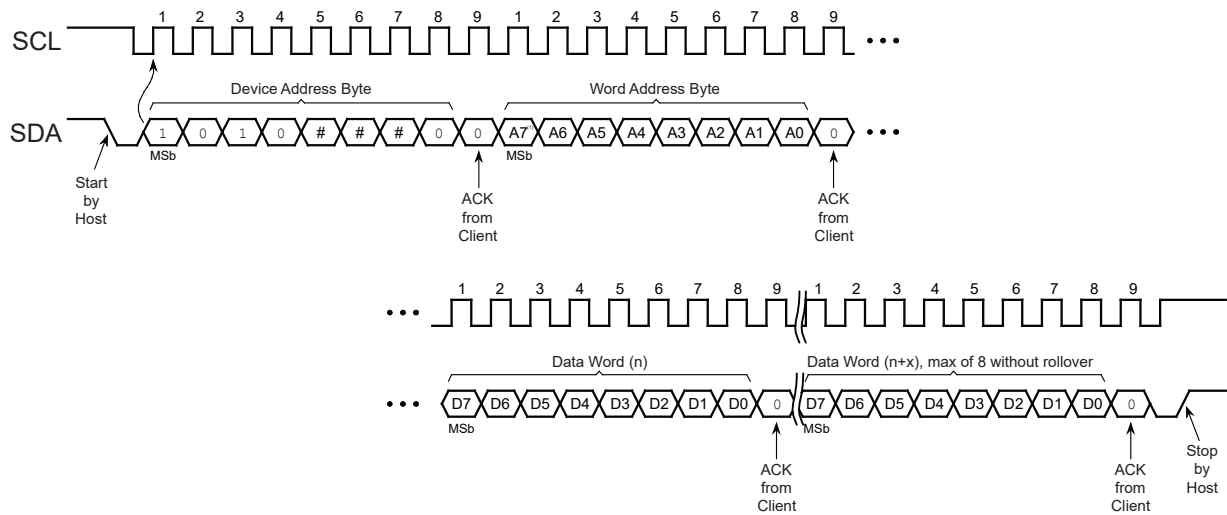 1 2 3 4 5 6 7 8 9 1 2 3 4 5 6 7 8 9
SCL
Device Address Byte Word Address Byte
SDA 1 0 1 0 # # # 0 0 A7 A6 A5 A4 A3 A2 A1 A0 0
MSb MSb
Start
by
Host
ACK
from
Client
ACK
from
Client
1 2 3 4 5 6 7 8 9 1 2 3 4 5 6 7 8 9
Data Word (n) Data Word (n+x), max of 8 without rollover
D7 D6 D5 D4 D3 D2 D1 D0 0 D7 D6 D5 D4 D3 D2 D1 D0 0
MSb MSb
ACK
from
Client
ACK
from
Client
Stop
by
Host